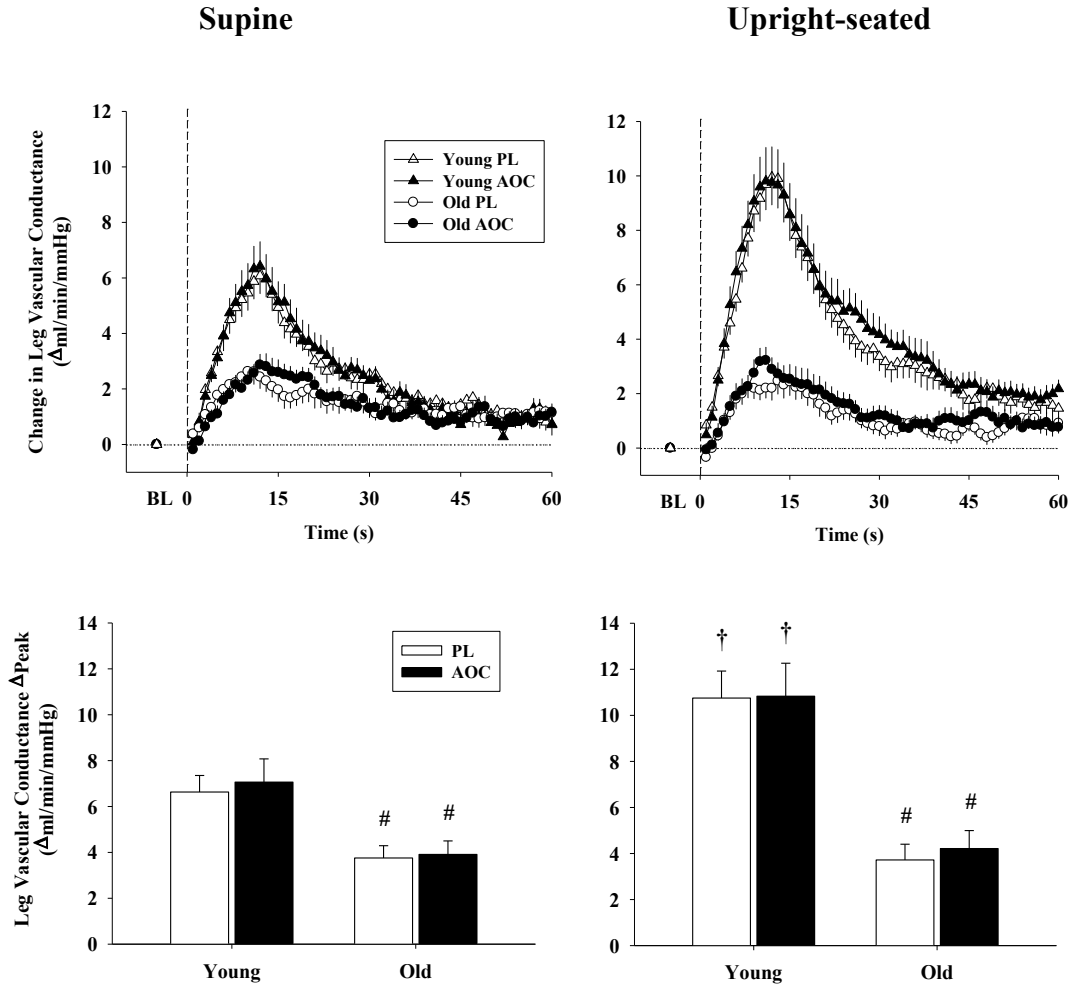 Supine
Upright-seated
Change in Leg Vascular Conductance
(Δml/min/mmHg)
12
10
8
6
4
2
0
Young PL
Young AOC
Old PL
Old AOC
BL 0 15 30 45 60
Time (s)
12
10
8
6
4
2
0
BL 0 15 30 45 60
Time (s)
Leg Vascular Conductance ΔPeak
(Δml/min/mmHg)
14
12
10
8
6
4
2
0
PL
AOC
# #
Young Old
14
12
10
8
6
4
2
0
† †
# #
Young Old